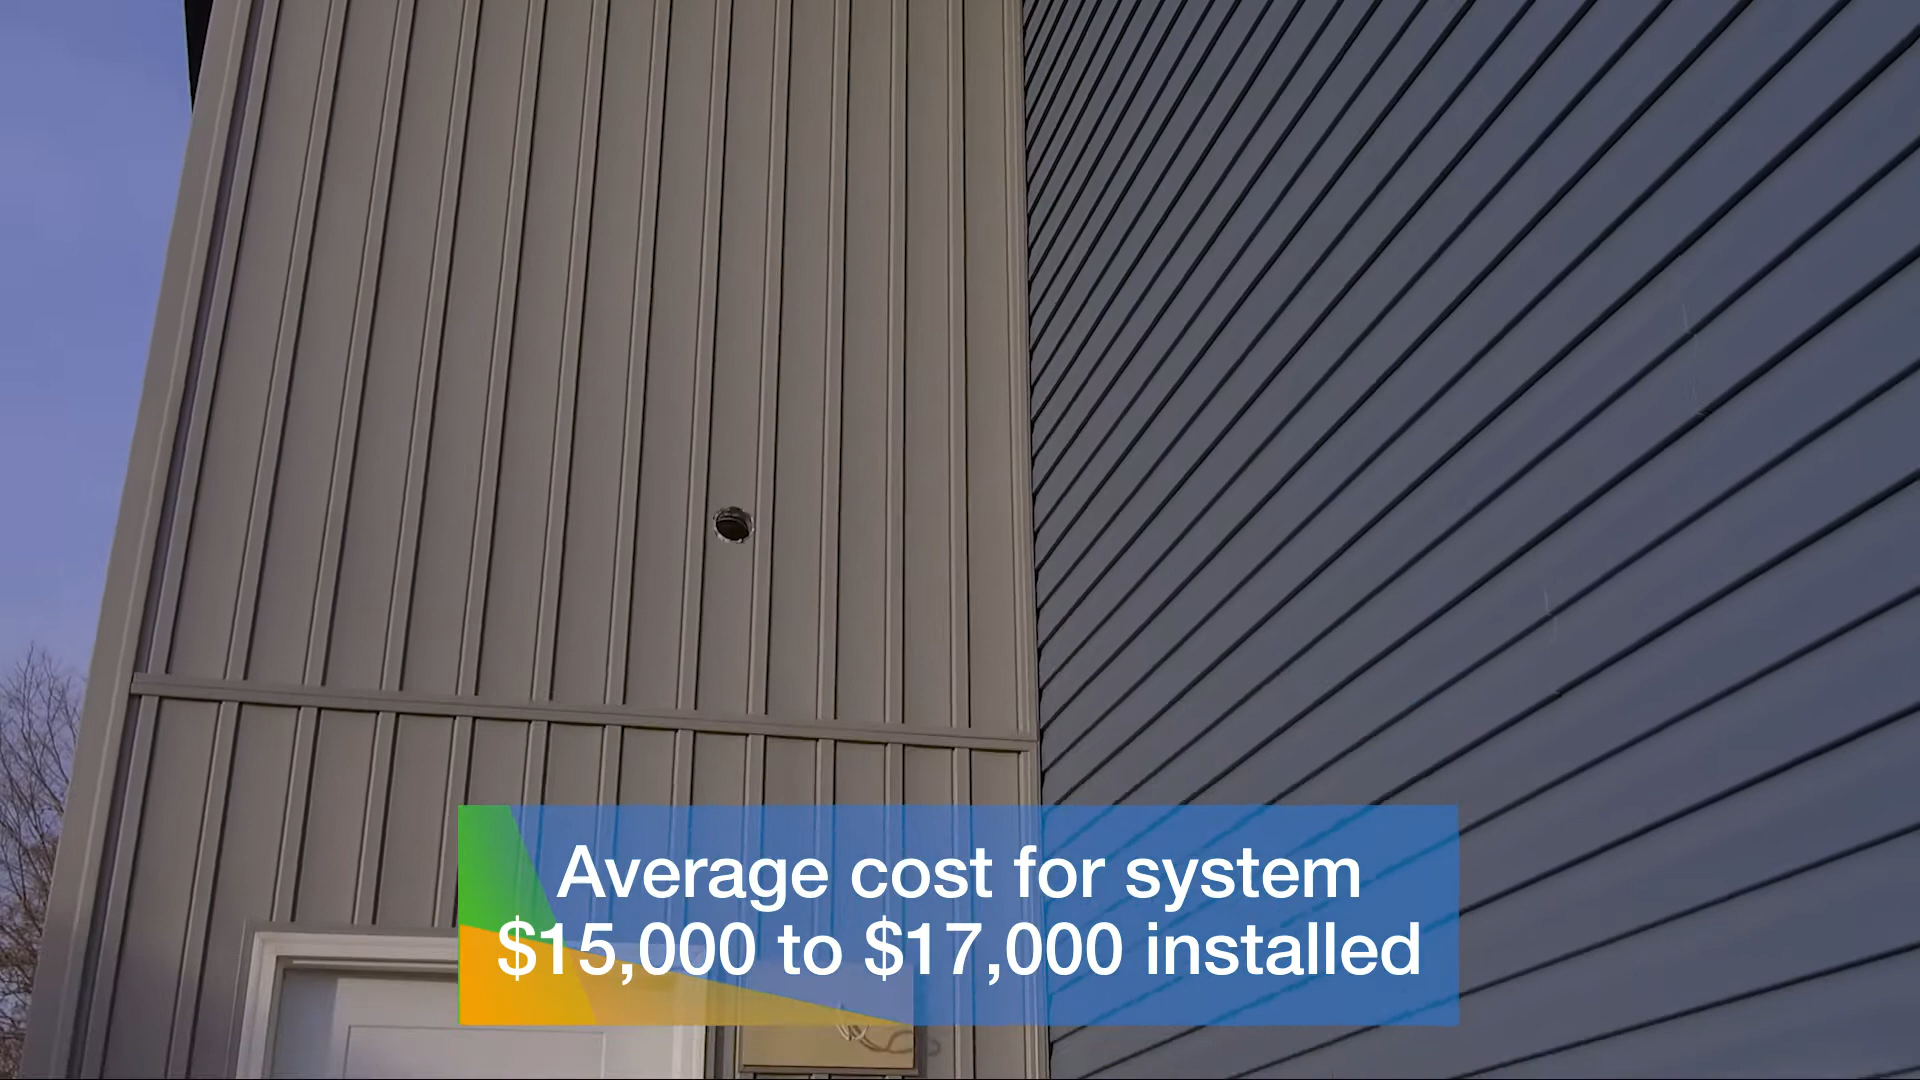 Average cost for system
$15,000 to $17,000 installed